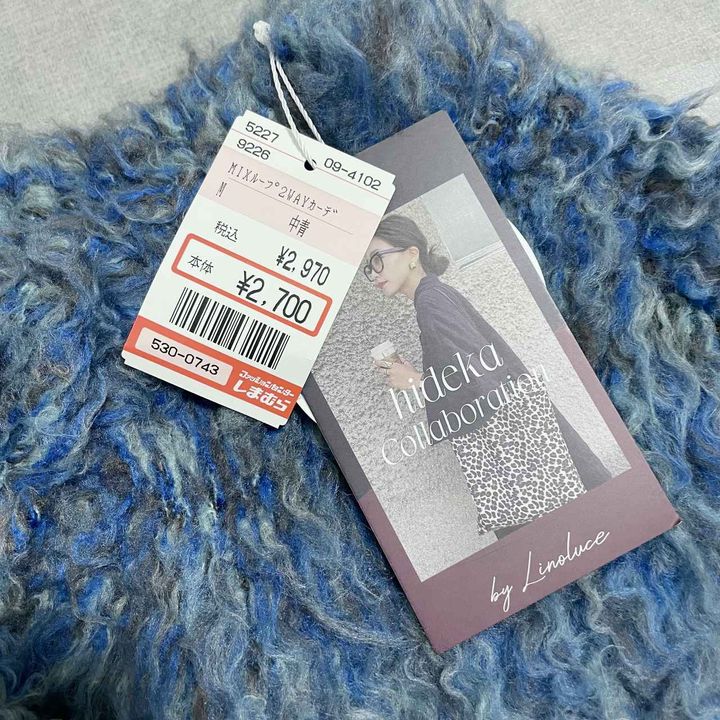 5227
9226
09-4102
MIXループ2WAYカーデ
M
中青
税込
¥2,970
本体
¥2,700
530-0743
ファッションセンター
しまむら
hideka
Collaboration
by Linoluce